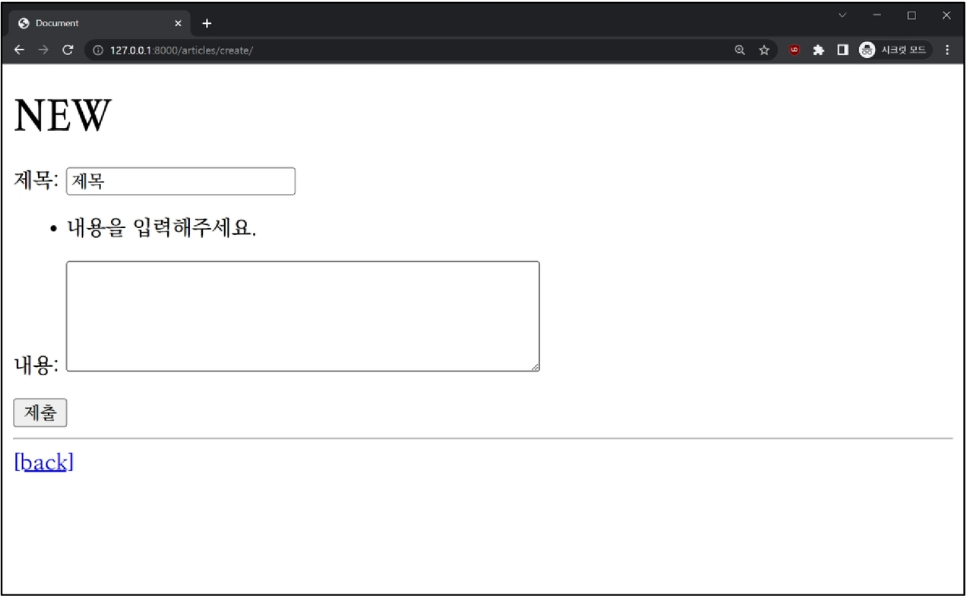 Document
127.0.0.1:8000/articles/create/
시크릿 모드
NEW
제목: 제목
• 내용을 입력해주세요.
내용:
제출
[back]